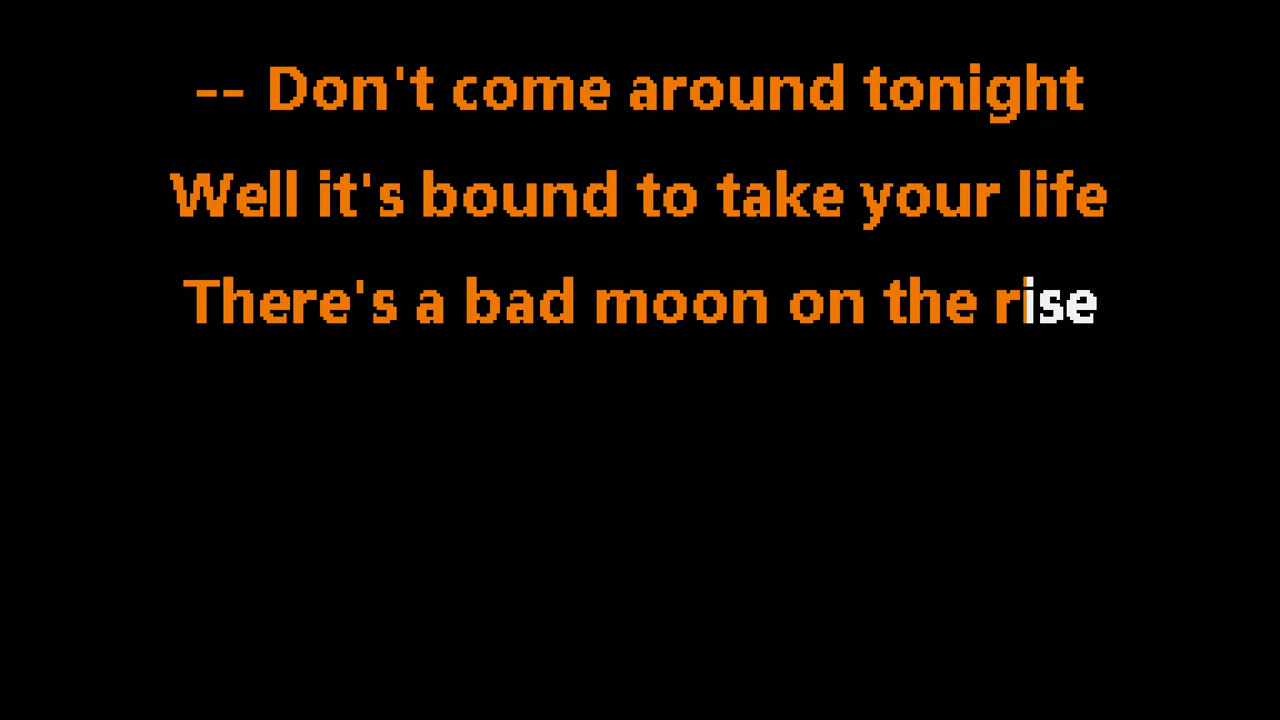 -- Don't come around tonight
Well it's bound to take your life
There's a bad moon on the rise